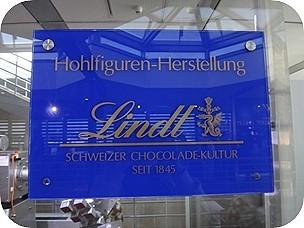 Hohlfiguren-Herstellung
Lindt
SCHWEIZER CHOCOLADE-KULTUR
SEIT 1845